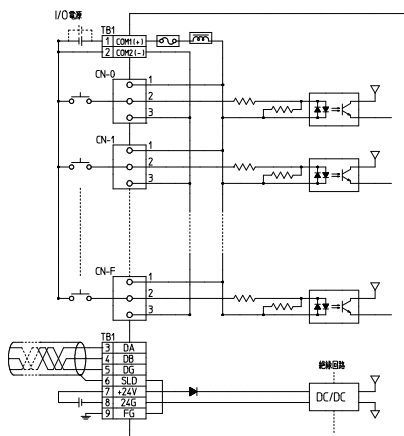 I/O電源
TB1
1 COM1(+)
2 COM2(-)
CN-0
1
2
3
CN-1
1
2
3
CN-F
1
2
3
TB1
3 DA
4 DB
5 DG
6 SLD
7 +24V
8 24G
9 FG
絶縁回路
DC/DC